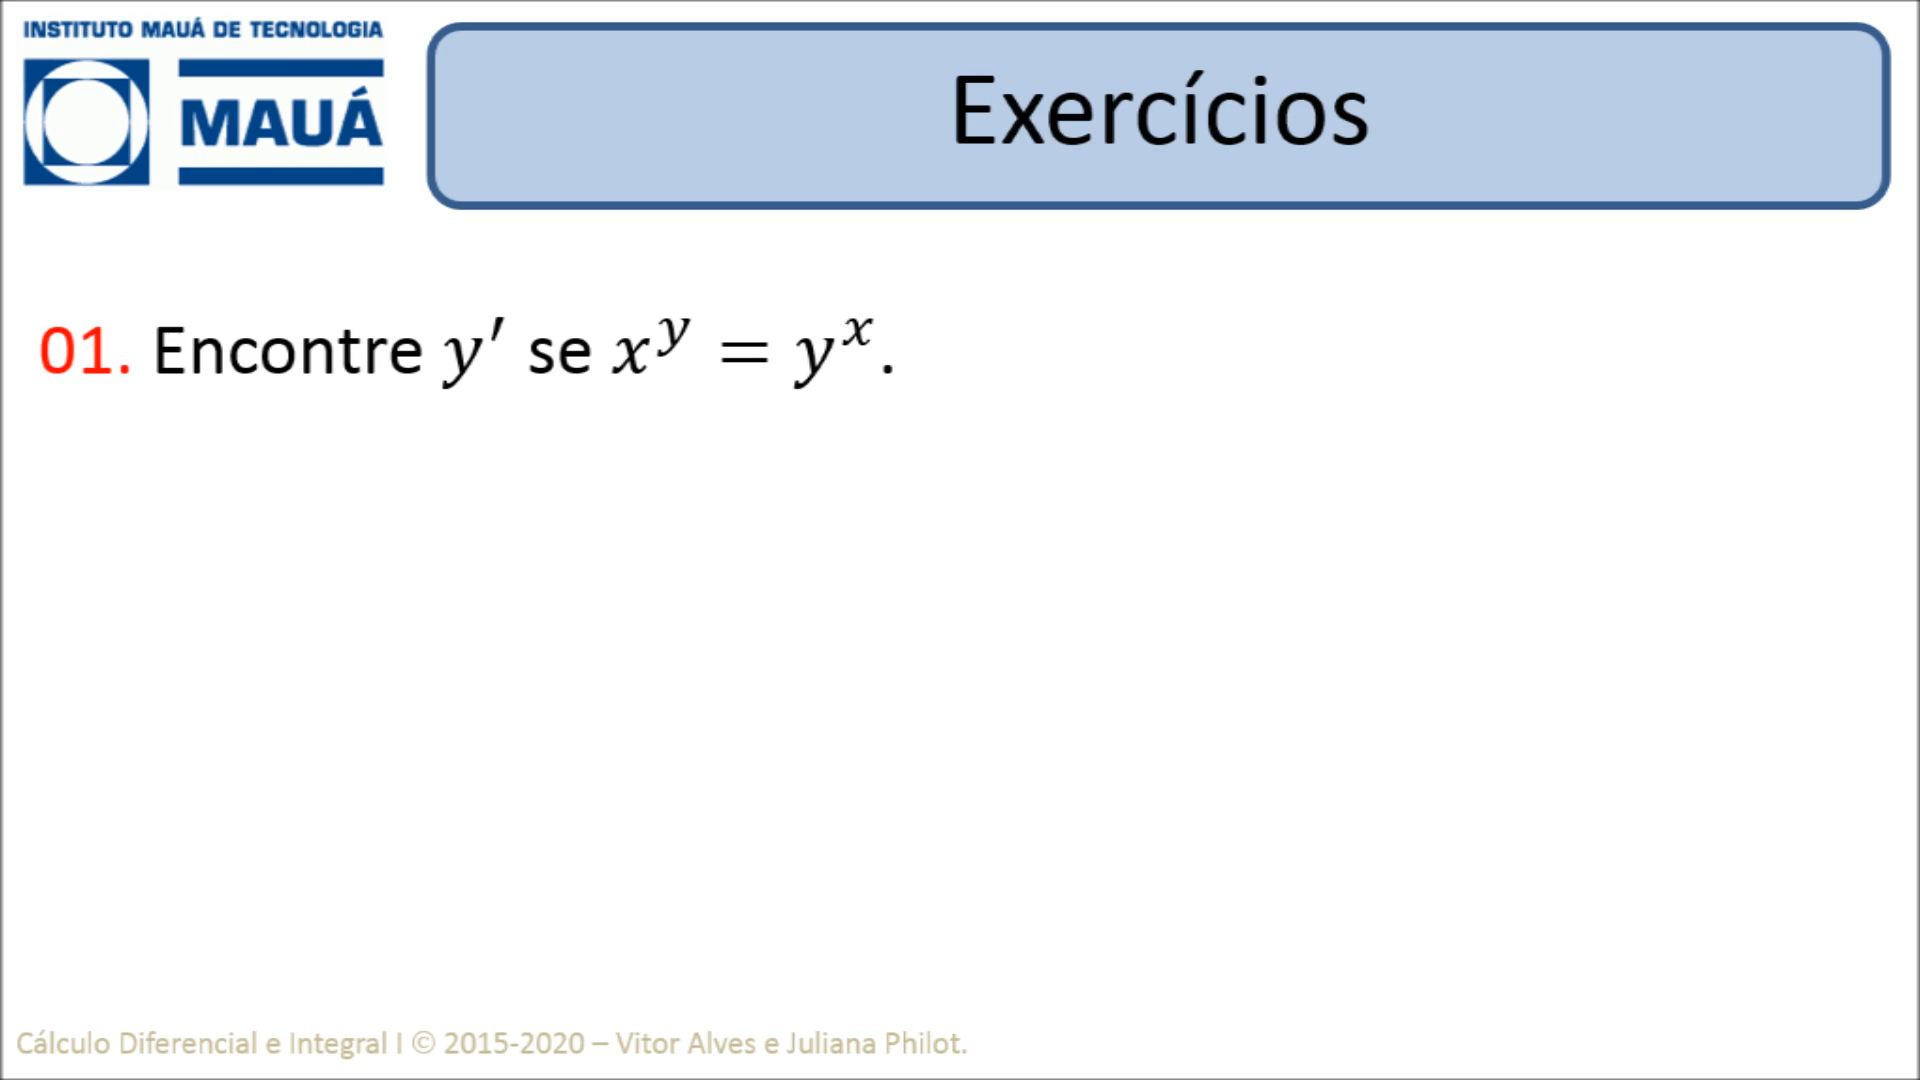 INSTITUTO MAUÁ DE TECNOLOGIA
MAUÁ
Exercícios
01. Encontre y′ se x^y = y^x.
Cálculo Diferencial e Integral I © 2015-2020 – Vitor Alves e Juliana Philot.